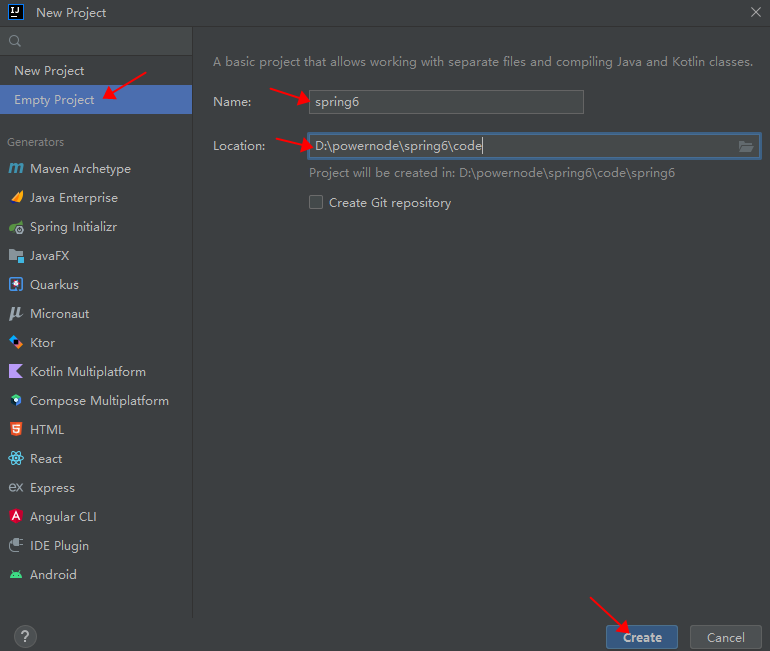 New Project
New Project
Empty Project
Generators
Maven Archetype
Java Enterprise
Spring Initializr
JavaFX
Quarkus
Micronaut
Ktor
Kotlin Multiplatform
Compose Multiplatform
HTML
React
Express
Angular CLI
IDE Plugin
Android
A basic project that allows working with separate files and compiling Java and Kotlin classes.
Name: spring6
Location: D:\powernode\spring6\code
Project will be created in: D:\powernode\spring6\code\spring6
Create Git repository
?
Create
Cancel